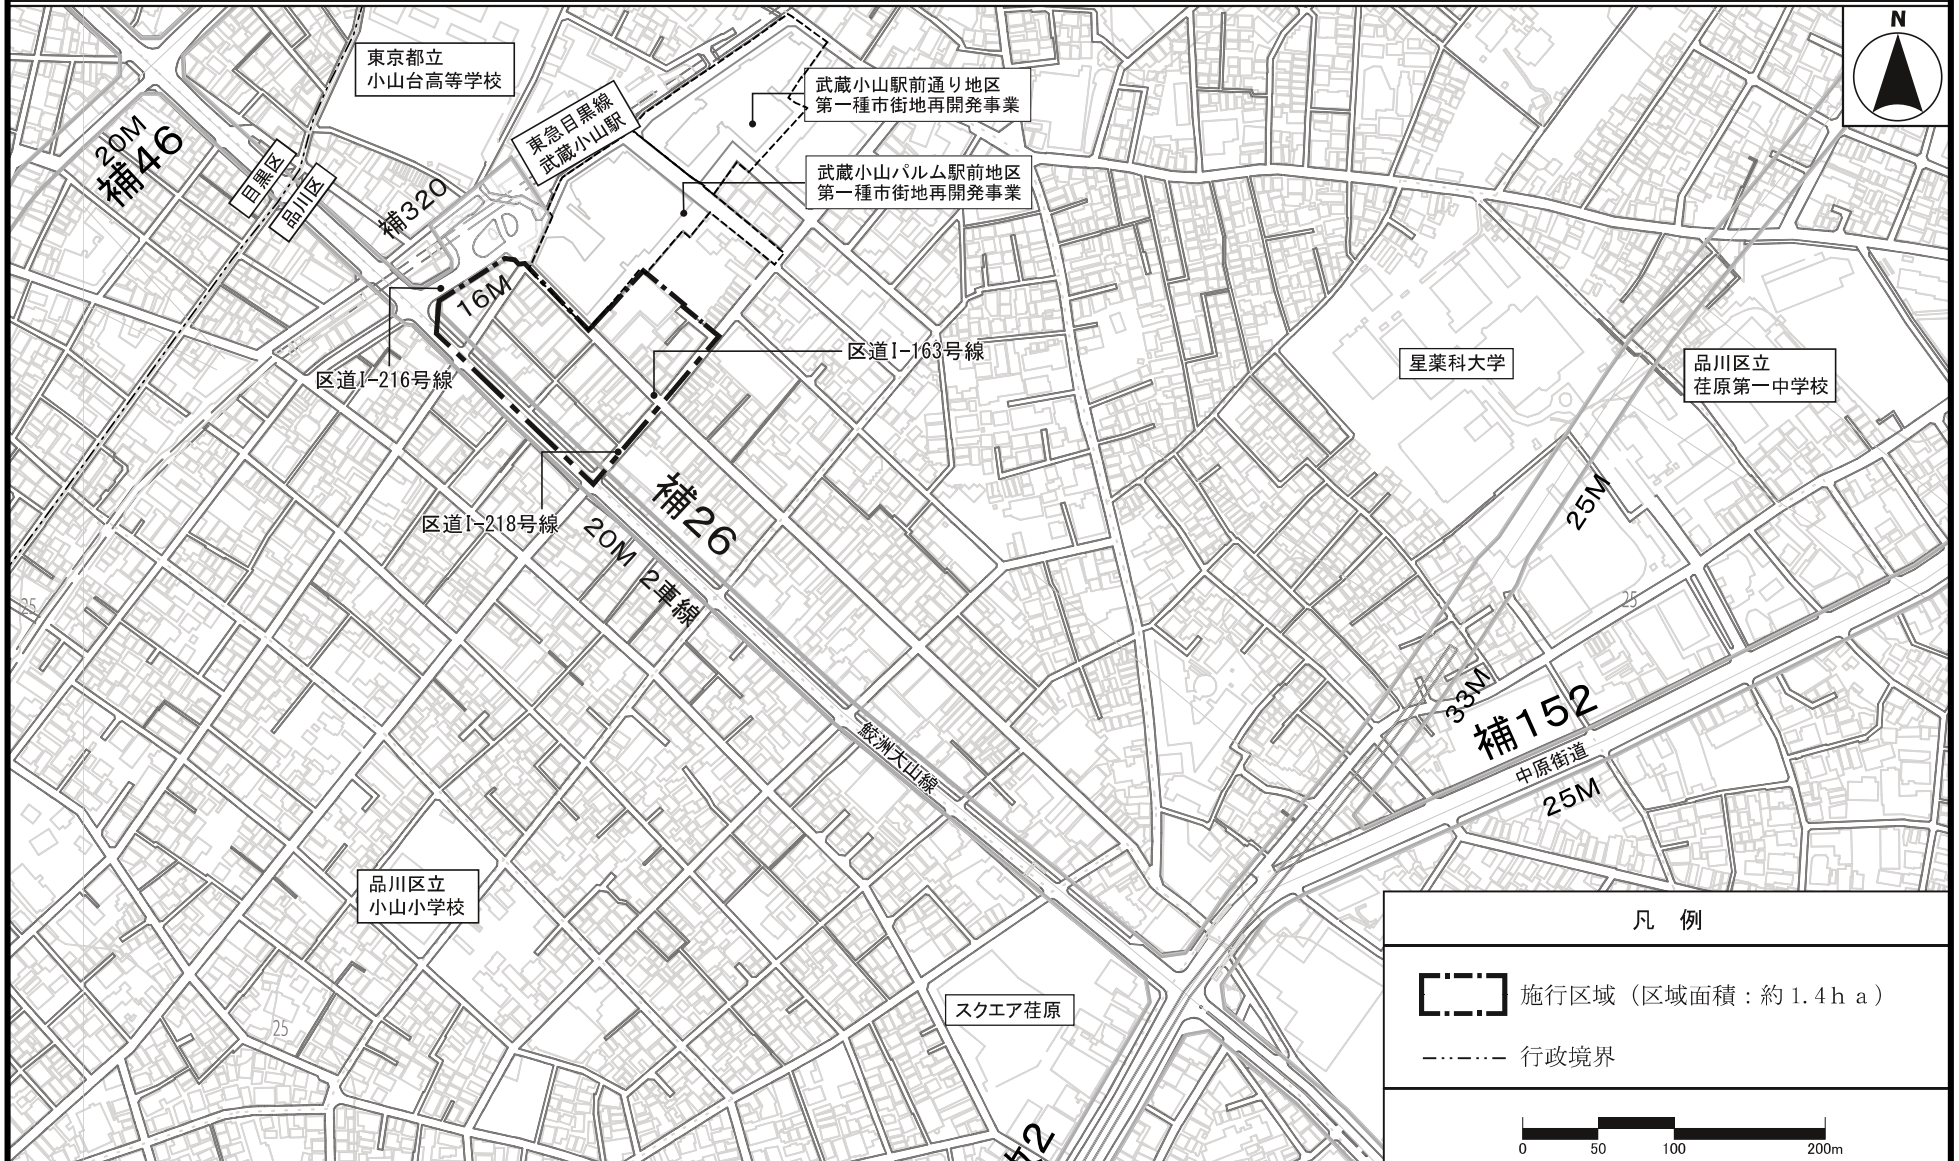 N
東京都立
小山台高等学校
武蔵小山駅前通り地区
第一種市街地再開発事業
東急目黒線
武蔵小山駅
武蔵小山パルム駅前地区
第一種市街地再開発事業
20M
補46
目黒区
品川区
補320
16M
区道Ⅰ-163号線
区道Ⅰ-216号線
星薬科大学
品川区立
荏原第一中学校
区道Ⅰ-218号線
補26
20M 2車線
25M
25
25
33M
補152
中原街道
25M
鮫洲大山線
品川区立
小山小学校
スクエア荏原
25
凡 例
施行区域（区域面積：約1.4ｈａ）
行政境界
0 50 100 200m